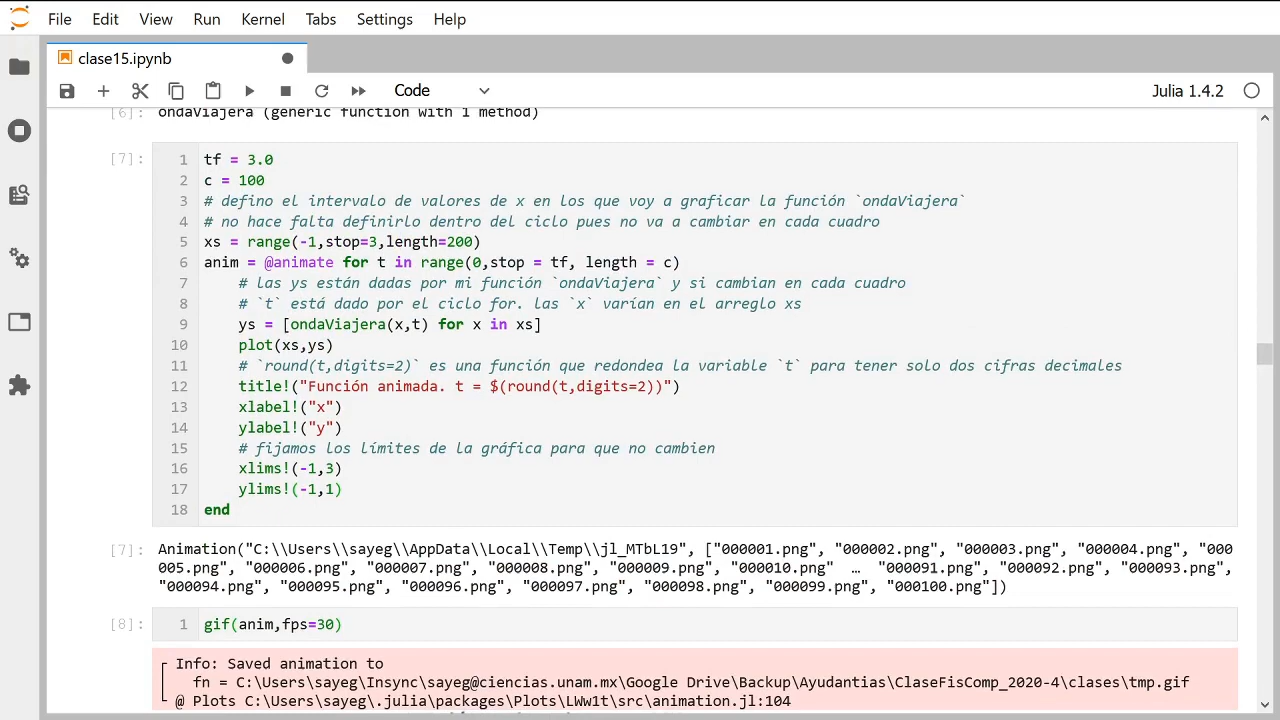 File Edit View Run Kernel Tabs Settings Help
clase15.ipynb
Code
Julia 1.4.2
[6]: ondaViajera (generic function with 1 method)
[7]:
1 tf = 3.0
2 c = 100
3 # defino el intervalo de valores de x en los que voy a graficar la función `ondaViajera`
4 # no hace falta definirlo dentro del ciclo pues no va a cambiar en cada cuadro
5 xs = range(-1,stop=3,length=200)
6 anim = @animate for t in range(0,stop = tf, length = c)
7 # las ys están dadas por mi función `ondaViajera` y si cambian en cada cuadro
8 # `t` está dado por el ciclo for. las `x` varían en el arreglo xs
9 ys = [ondaViajera(x,t) for x in xs]
10 plot(xs,ys)
11 # `round(t,digits=2)` es una función que redondea la variable `t` para tener solo dos cifras decimales
12 title!("Función animada. t = $(round(t,digits=2))")
13 xlabel!("x")
14 ylabel!("y")
15 # fijamos los límites de la gráfica para que no cambien
16 xlims!(-1,3)
17 ylims!(-1,1)
18 end
[7]: Animation("C:\\Users\\sayeg\\AppData\\Local\\Temp\\jl_MTbL19", ["000001.png", "000002.png", "000003.png", "000004.png", "000
005.png", "000006.png", "000007.png", "000008.png", "000009.png", "000010.png" … "000091.png", "000092.png", "000093.png",
"000094.png", "000095.png", "000096.png", "000097.png", "000098.png", "000099.png", "000100.png"])
[8]: 1 gif(anim,fps=30)
┌ Info: Saved animation to
│ fn = C:\Users\sayeg\Insync\sayeg@ciencias.unam.mx\Google Drive\Backup\Ayudantias\ClaseFisComp_2020-4\clases\tmp.gif
└ @ Plots C:\Users\sayeg\.julia\packages\Plots\LWw1t\src\animation.jl:104